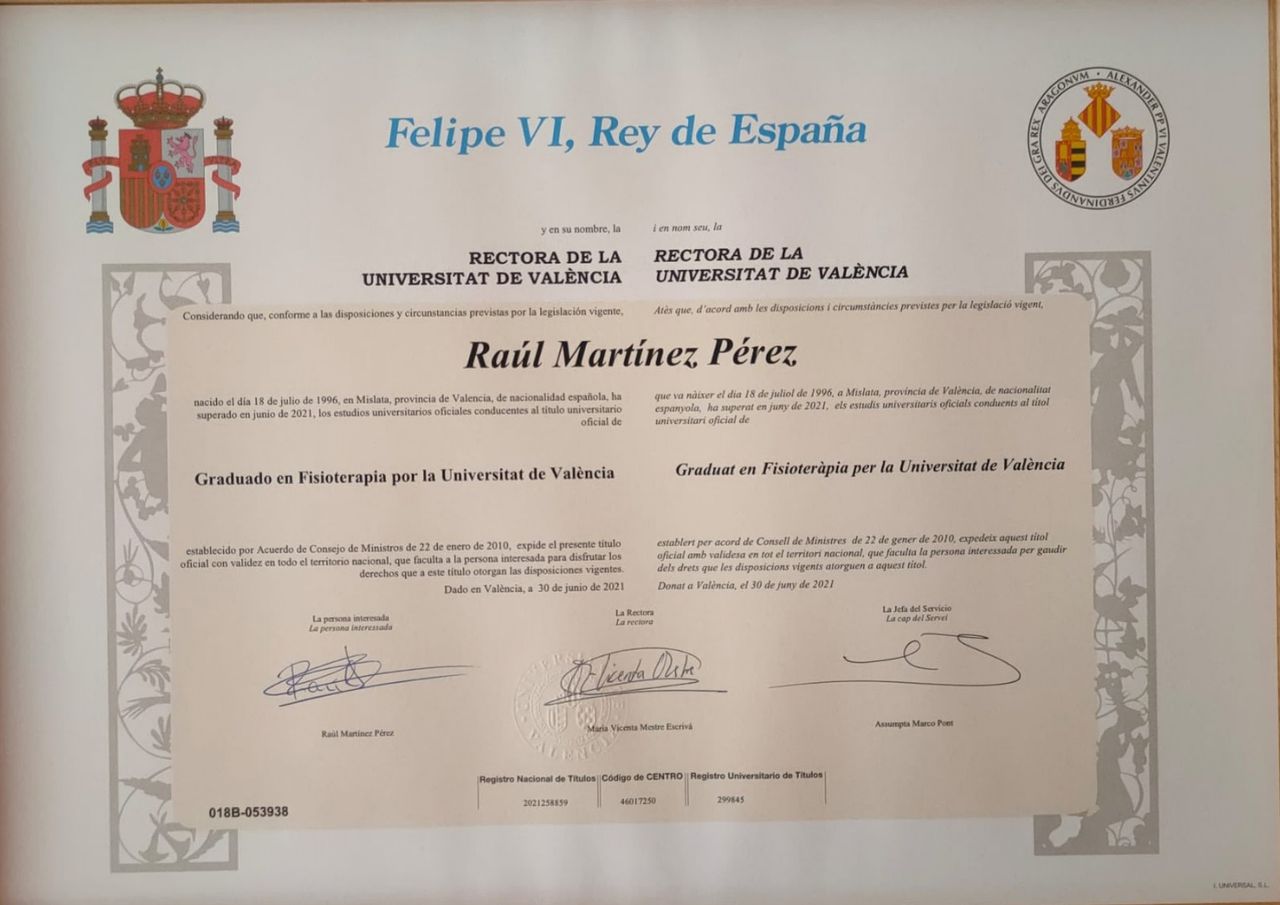 Felipe VI, Rey de España
ARAGONVM · ALEXANDER PP VI VALENTINVS FERDINANDVS DEI GRA REX
y en su nombre, la
RECTORA DE LA
UNIVERSITAT DE VALÈNCIA
i en nom seu, la
RECTORA DE LA
UNIVERSITAT DE VALÈNCIA
Considerando que, conforme a las disposiciones y circunstancias previstas por la legislación vigente,
Atès que, d'acord amb les disposicions i circumstàncies previstes per la legislació vigent,
Raúl Martínez Pérez
nacido el día 18 de julio de 1996, en Mislata, provincia de Valencia, de nacionalidad española, ha
superado en junio de 2021, los estudios universitarios oficiales conducentes al título universitario
oficial de
que va nàixer el dia 18 de juliol de 1996, a Mislata, província de València, de nacionalitat
espanyola, ha superat en juny de 2021, els estudis universitaris oficials conduents al títol
universitari oficial de
Graduado en Fisioterapia por la Universitat de València
Graduat en Fisioteràpia per la Universitat de València
establecido por Acuerdo de Consejo de Ministros de 22 de enero de 2010, expide el presente título
oficial con validez en todo el territorio nacional, que faculta a la persona interesada para disfrutar los
derechos que a este título otorgan las disposiciones vigentes.
Dado en València, a 30 de junio de 2021
establert per acord de Consell de Ministres de 22 de gener de 2010, expedeix aquest títol
oficial amb validesa en tot el territori nacional, que faculta la persona interessada per gaudir
dels drets que les disposicions vigents atorguen a aquest títol.
Donat a València, el 30 de juny de 2021
La persona interesada
La persona interessada
Raúl
Raúl Martínez Pérez
La Rectora
La rectora
Vicenta Mestre
María Vicenta Mestre Escrivà
La Jefa del Servicio
La cap del Servei
Assumpta Marco Pont
Registro Nacional de Títulos
2021258859
Código de CENTRO
46017250
Registro Universitario de Títulos
299845
018B-053938
I. UNIVERSAL, S.L.